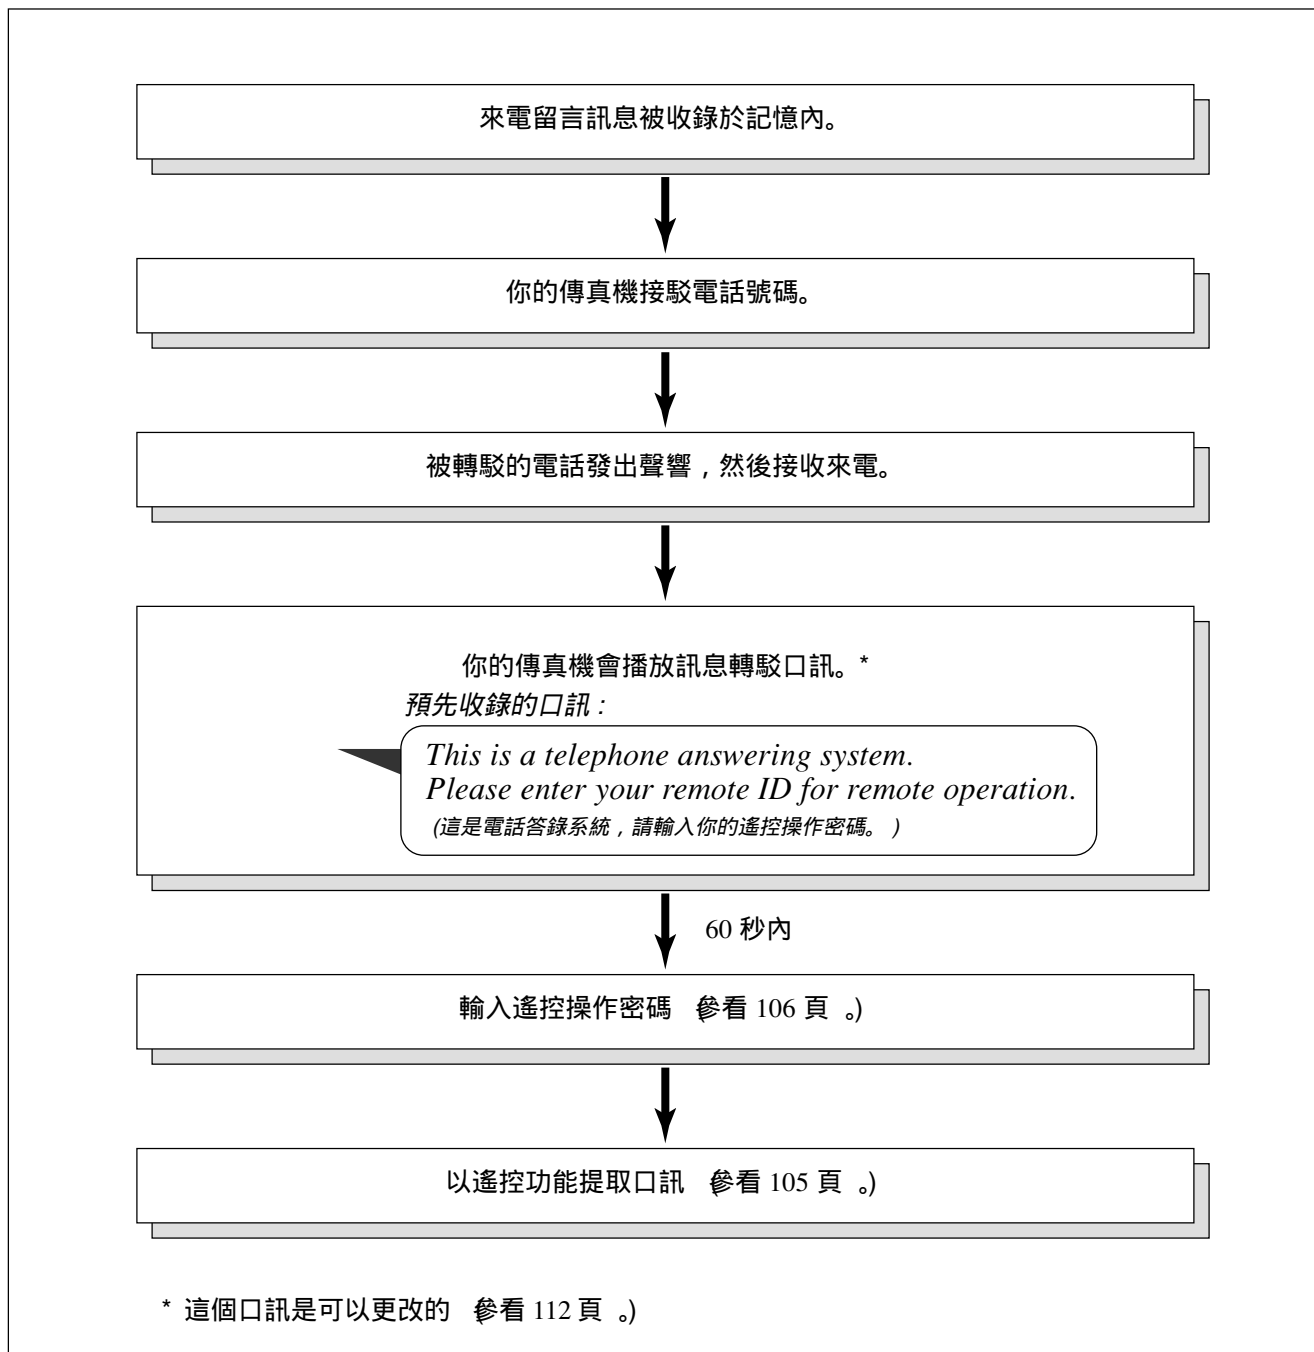 來電留言訊息被收錄於記憶內。
你的傳真機接駁電話號碼。
被轉駁的電話發出聲響，然後接收來電。
你的傳真機會播放訊息轉駁口訊。*
預先收錄的口訊：
This is a telephone answering system.
Please enter your remote ID for remote operation.
(這是電話答錄系統，請輸入你的遙控操作密碼。)
60 秒內
輸入遙控操作密碼 (參看 106 頁。)
以遙控功能提取口訊 (參看 105 頁。)
* 這個口訊是可以更改的 (參看 112 頁。)